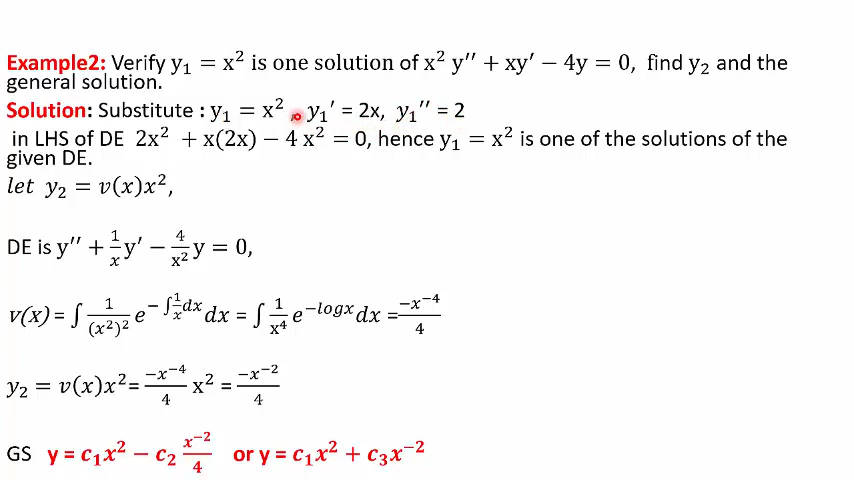 Example2: Verify y₁ = x² is one solution of x² y′′ + xy′ − 4y = 0, find y₂ and the
general solution.
Solution: Substitute : y₁ = x² , y₁′ = 2x, y₁′′ = 2
in LHS of DE 2x² + x(2x) − 4 x² = 0, hence y₁ = x² is one of the solutions of the
given DE.
let y₂ = v(x)x²,
DE is y′′ + 1/x y′ − 4/x² y = 0,
v(x) = ∫ 1/(x²)² e^(−∫ 1/x dx) dx = ∫ 1/x⁴ e^(−logx) dx = −x⁻⁴/4
y₂ = v(x)x² = −x⁻⁴/4 x² = −x⁻²/4
GS y = c₁x² − c₂ x⁻²/4 or y = c₁x² + c₃x⁻²